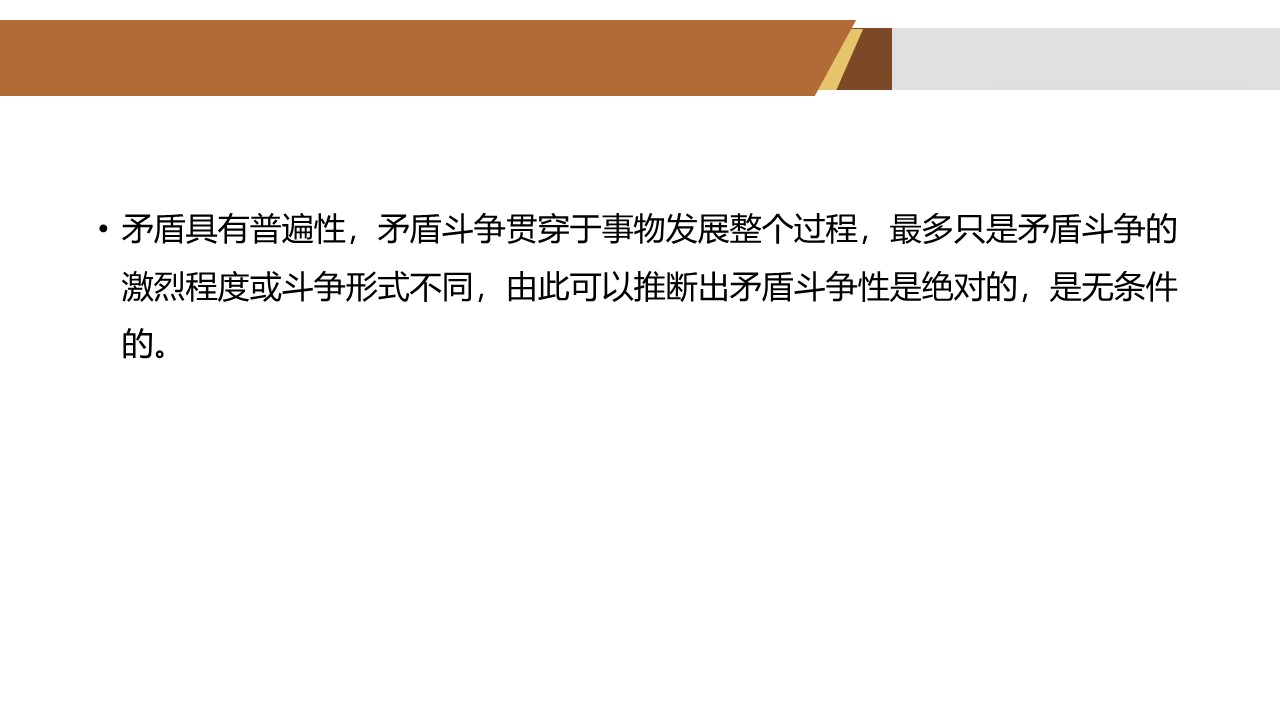 • 矛盾具有普遍性，矛盾斗争贯穿于事物发展整个过程，最多只是矛盾斗争的
激烈程度或斗争形式不同，由此可以推断出矛盾斗争性是绝对的，是无条件
的。